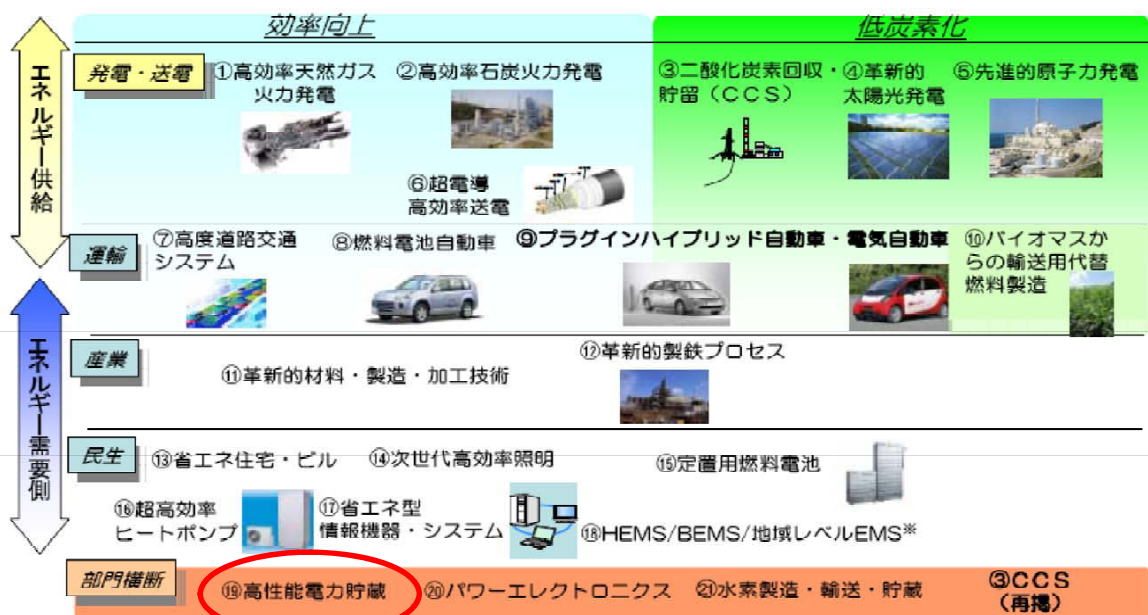 効率向上
低炭素化
エネルギー供給
発電・送電
①高効率天然ガス
火力発電
②高効率石炭火力発電
③二酸化炭素回収・
貯留（CCS）
④革新的
太陽光発電
⑤先進的原子力発電
⑥超電導
高効率送電
運輸
⑦高度道路交通
システム
⑧燃料電池自動車
⑨プラグインハイブリッド自動車・電気自動車
⑩バイオマスか
らの輸送用代替
燃料製造
エネルギー需要側
産業
⑪革新的材料・製造・加工技術
⑫革新的製鉄プロセス
民生
⑬省エネ住宅・ビル
⑭次世代高効率照明
⑮定置用燃料電池
⑯超高効率
ヒートポンプ
⑰省エネ型
情報機器・システム
⑱HEMS/BEMS/地域レベルEMS※
部門横断
⑲高性能電力貯蔵
⑳パワーエレクトロニクス
㉑水素製造・輸送・貯蔵
③CCS
（再掲）